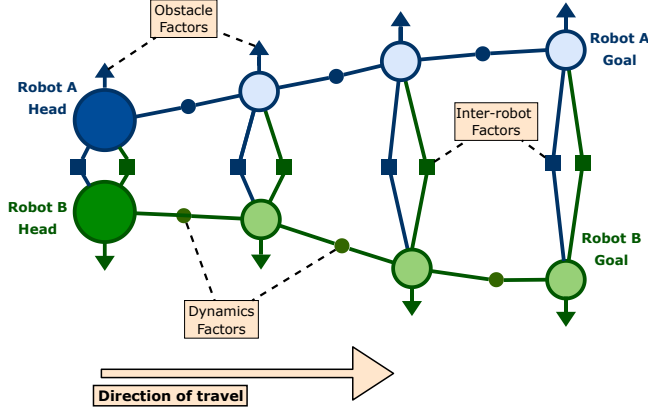 Obstacle
Factors
Robot A
Head
Robot A
Goal
Inter-robot
Factors
Robot B
Head
Robot B
Goal
Dynamics
Factors
Direction of travel